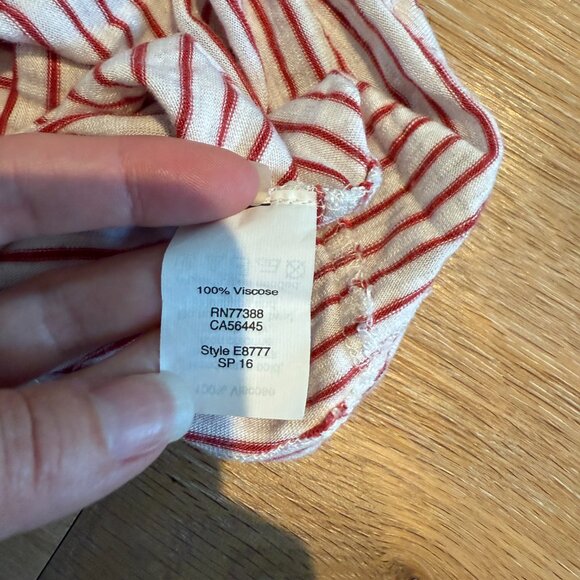 100% Viscose
RN77388
CA56445
Style E8777
SP 16